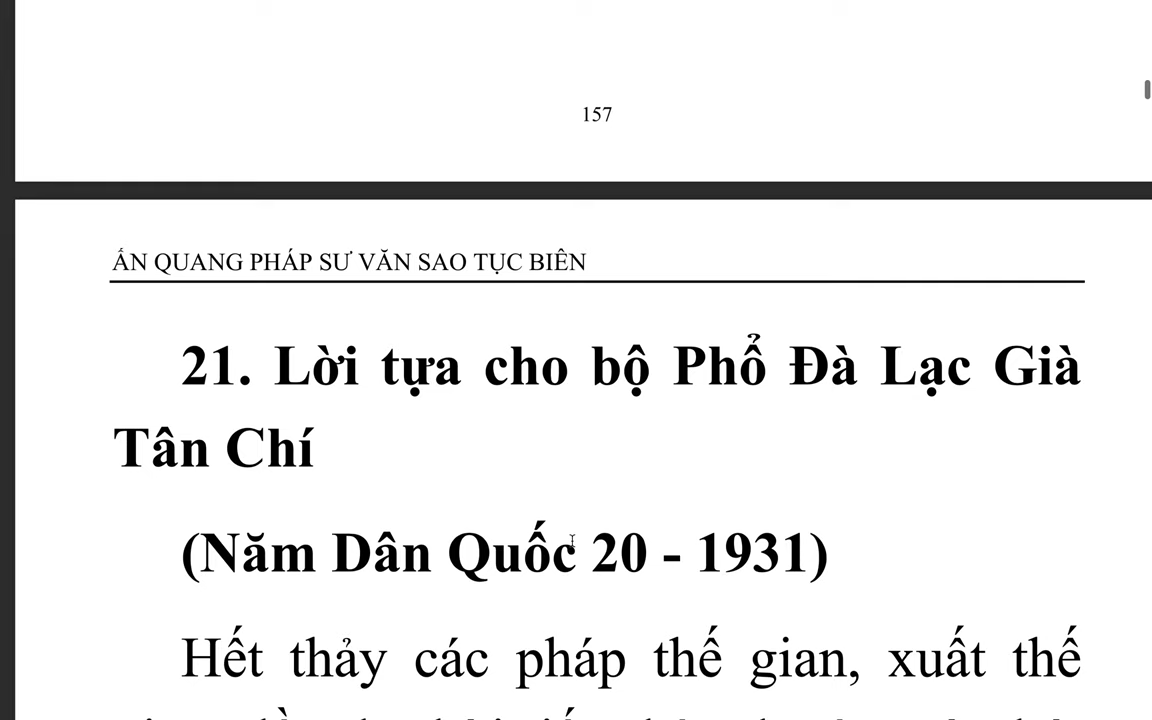 157
ẤN QUANG PHÁP SƯ VĂN SAO TỤC BIÊN
21. Lời tựa cho bộ Phổ Đà Lạc Già
Tân Chí
(Năm Dân Quốc 20 - 1931)
Hết thảy các pháp thế gian, xuất thế